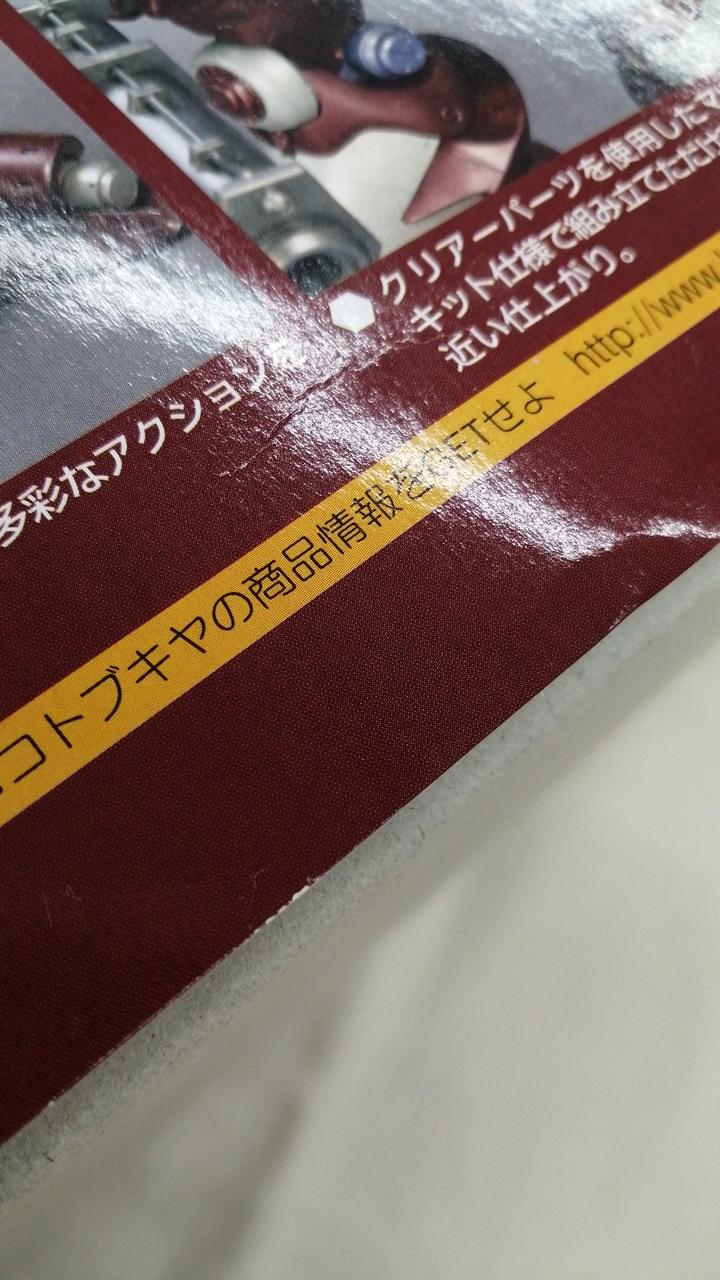 多彩なアクションを
クリアーパーツを使用した
キット仕様で組み立てただけ
近い仕上がり。
コトブキヤの商品情報をGETせよ http://www.